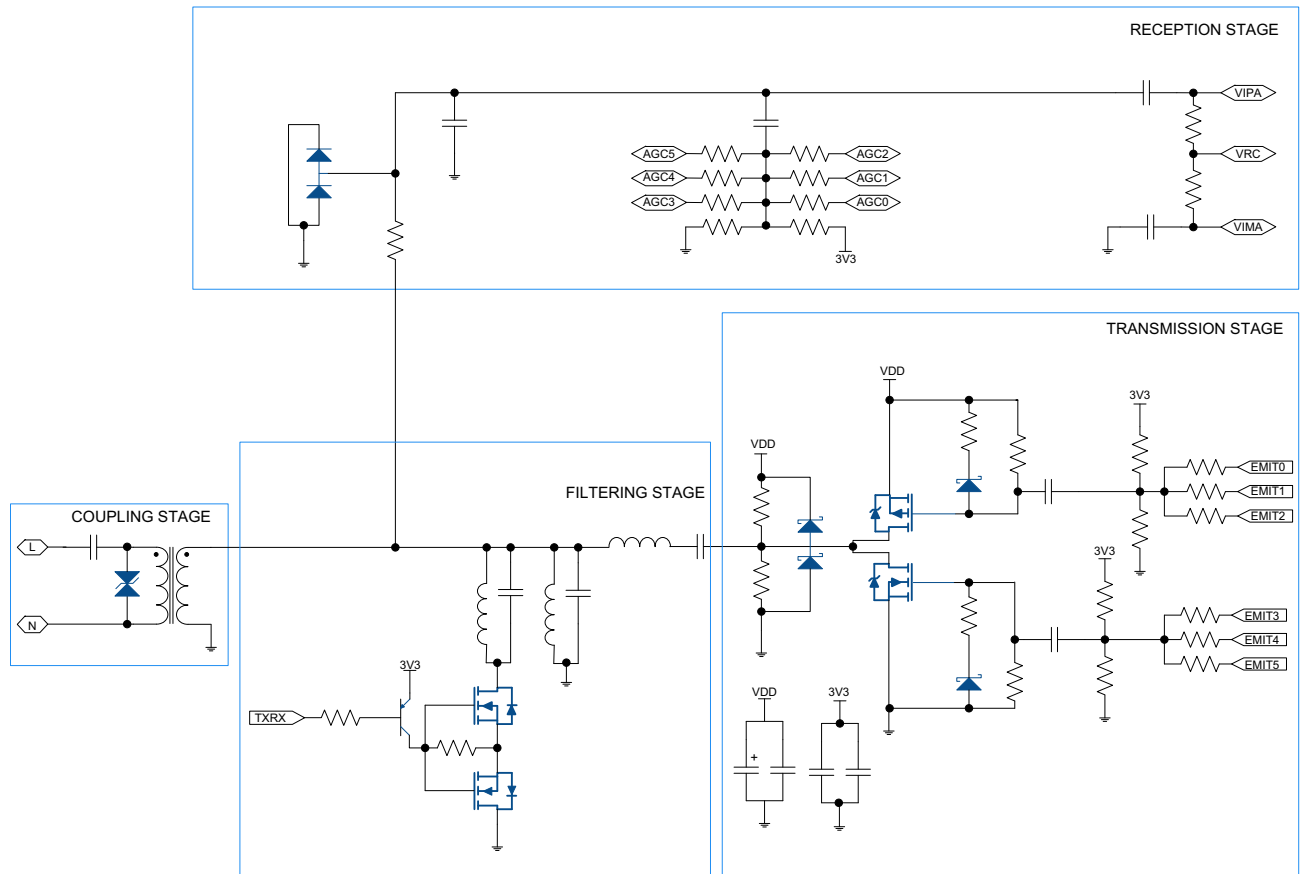 RECEPTION STAGE
VIPA
AGC5
AGC2
VRC
AGC4
AGC1
AGC3
AGC0
VIMA
3V3
TRANSMISSION STAGE
VDD
3V3
VDD
EMIT0
FILTERING STAGE
EMIT1
COUPLING STAGE
EMIT2
L
3V3
N
EMIT3
EMIT4
3V3
EMIT5
VDD
3V3
TXRX
+